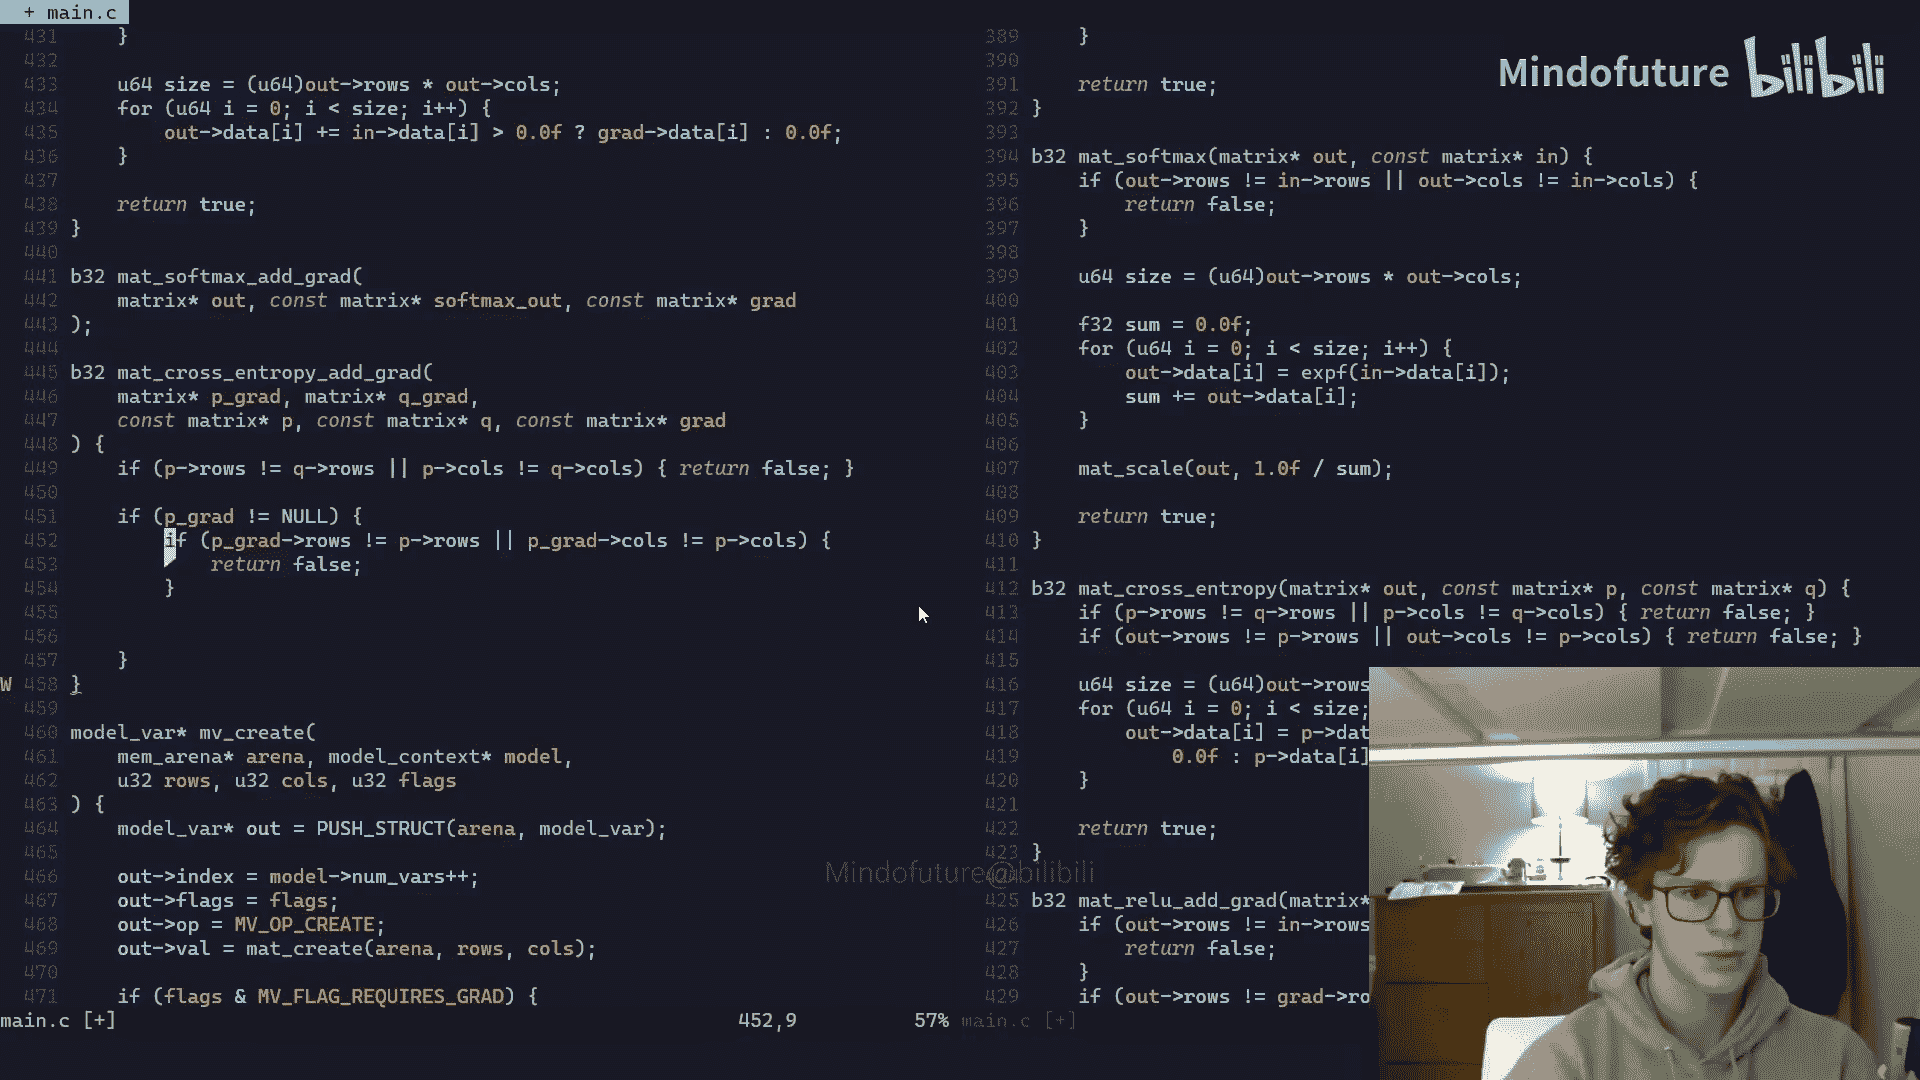 + main.c
431     }
432
433     u64 size = (u64)out->rows * out->cols;
434     for (u64 i = 0; i < size; i++) {
435         out->data[i] += in->data[i] > 0.0f ? grad->data[i] : 0.0f;
436     }
437
438     return true;
439 }
440
441 b32 mat_softmax_add_grad(
442     matrix* out, const matrix* softmax_out, const matrix* grad
443 );
444
445 b32 mat_cross_entropy_add_grad(
446     matrix* p_grad, matrix* q_grad,
447     const matrix* p, const matrix* q, const matrix* grad
448 ) {
449     if (p->rows != q->rows || p->cols != q->cols) { return false; }
450
451     if (p_grad != NULL) {
452         if (p_grad->rows != p->rows || p_grad->cols != p->cols) {
453             return false;
454         }
455
456
457     }
W 458 }
459
460 model_var* mv_create(
461     mem_arena* arena, model_context* model,
462     u32 rows, u32 cols, u32 flags
463 ) {
464     model_var* out = PUSH_STRUCT(arena, model_var);
465
466     out->index = model->num_vars++;
467     out->flags = flags;
468     out->op = MV_OP_CREATE;
469     out->val = mat_create(arena, rows, cols);
470
471     if (flags & MV_FLAG_REQUIRES_GRAD) {
main.c [+] 452,9 57%
389     }
390
391     return true;
392 }
393
394 b32 mat_softmax(matrix* out, const matrix* in) {
395     if (out->rows != in->rows || out->cols != in->cols) {
396         return false;
397     }
398
399     u64 size = (u64)out->rows * out->cols;
400
401     f32 sum = 0.0f;
402     for (u64 i = 0; i < size; i++) {
403         out->data[i] = expf(in->data[i]);
404         sum += out->data[i];
405     }
406
407     mat_scale(out, 1.0f / sum);
408
409     return true;
410 }
411
412 b32 mat_cross_entropy(matrix* out, const matrix* p, const matrix* q) {
413     if (p->rows != q->rows || p->cols != q->cols) { return false; }
414     if (out->rows != p->rows || out->cols != p->cols) { return false; }
415
416     u64 size = (u64)out->rows
417     for (u64 i = 0; i < size;
418         out->data[i] = p->dat
419             0.0f : p->data[i]
420     }
421
422     return true;
423 }
425 b32 mat_relu_add_grad(matrix*
426     if (out->rows != in->rows
427         return false;
428     }
429     if (out->rows != grad->ro
main.c [+]
Mindofuture bilibili
Mindofuture@bilibili